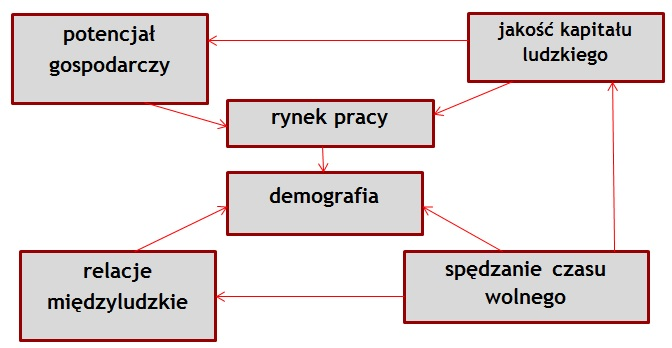 potencjał
gospodarczy
jakość kapitału
ludzkiego
rynek pracy
demografia
relacje
międzyludzkie
spędzanie czasu
wolnego